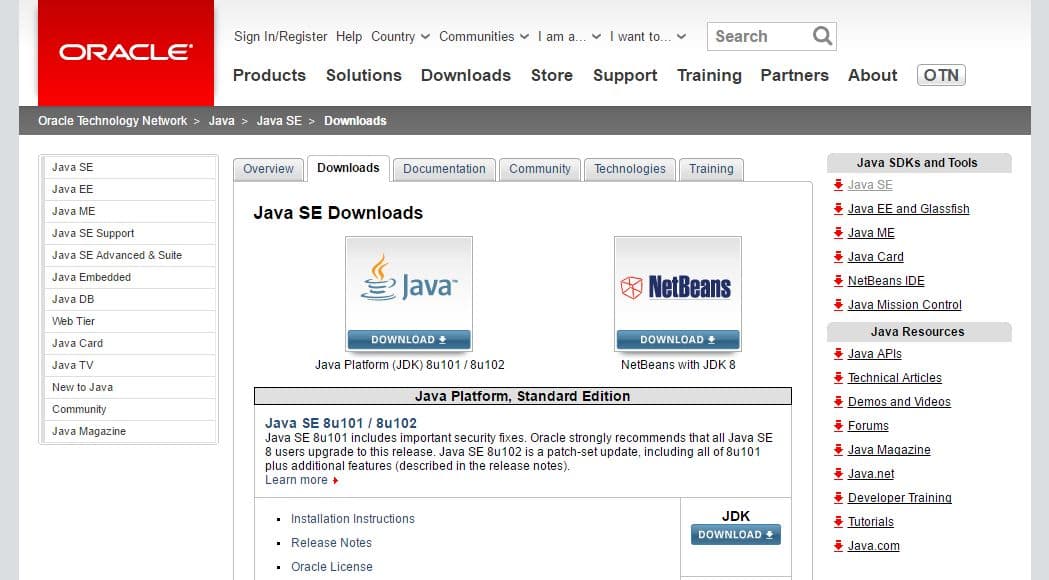 ORACLE
Sign In/Register Help Country Communities I am a... I want to... Search
Products Solutions Downloads Store Support Training Partners About OTN
Oracle Technology Network > Java > Java SE > Downloads
Java SE
Java EE
Java ME
Java SE Support
Java SE Advanced & Suite
Java Embedded
Java DB
Web Tier
Java Card
Java TV
New to Java
Community
Java Magazine
Overview Downloads Documentation Community Technologies Training
Java SE Downloads
Java™
DOWNLOAD
Java Platform (JDK) 8u101 / 8u102
NetBeans
DOWNLOAD
NetBeans with JDK 8
Java Platform, Standard Edition
Java SE 8u101 / 8u102
Java SE 8u101 includes important security fixes. Oracle strongly recommends that all Java SE
8 users upgrade to this release. Java SE 8u102 is a patch-set update, including all of 8u101
plus additional features (described in the release notes).
Learn more
Installation Instructions
Release Notes
Oracle License
JDK
DOWNLOAD
Java SDKs and Tools
Java SE
Java EE and Glassfish
Java ME
Java Card
NetBeans IDE
Java Mission Control
Java Resources
Java APIs
Technical Articles
Demos and Videos
Forums
Java Magazine
Java.net
Developer Training
Tutorials
Java.com